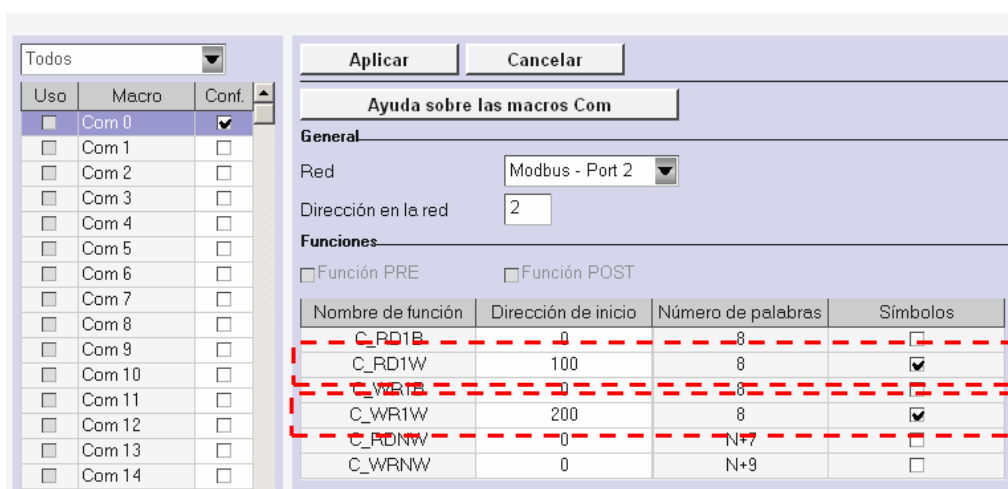 Todos
Uso Macro Conf.
Com 0
Com 1
Com 2
Com 3
Com 4
Com 5
Com 6
Com 7
Com 8
Com 9
Com 10
Com 11
Com 12
Com 13
Com 14
Aplicar Cancelar
Ayuda sobre las macros Com
General
Red Modbus - Port 2
Dirección en la red 2
Funciones
Función PRE Función POST
Nombre de función Dirección de inicio Número de palabras Símbolos
C_RD1B 0 8
C_RD1W 100 8
C_WR1B 0 8
C_WR1W 200 8
C_RDNW 0 N+7
C_WRNW 0 N+9